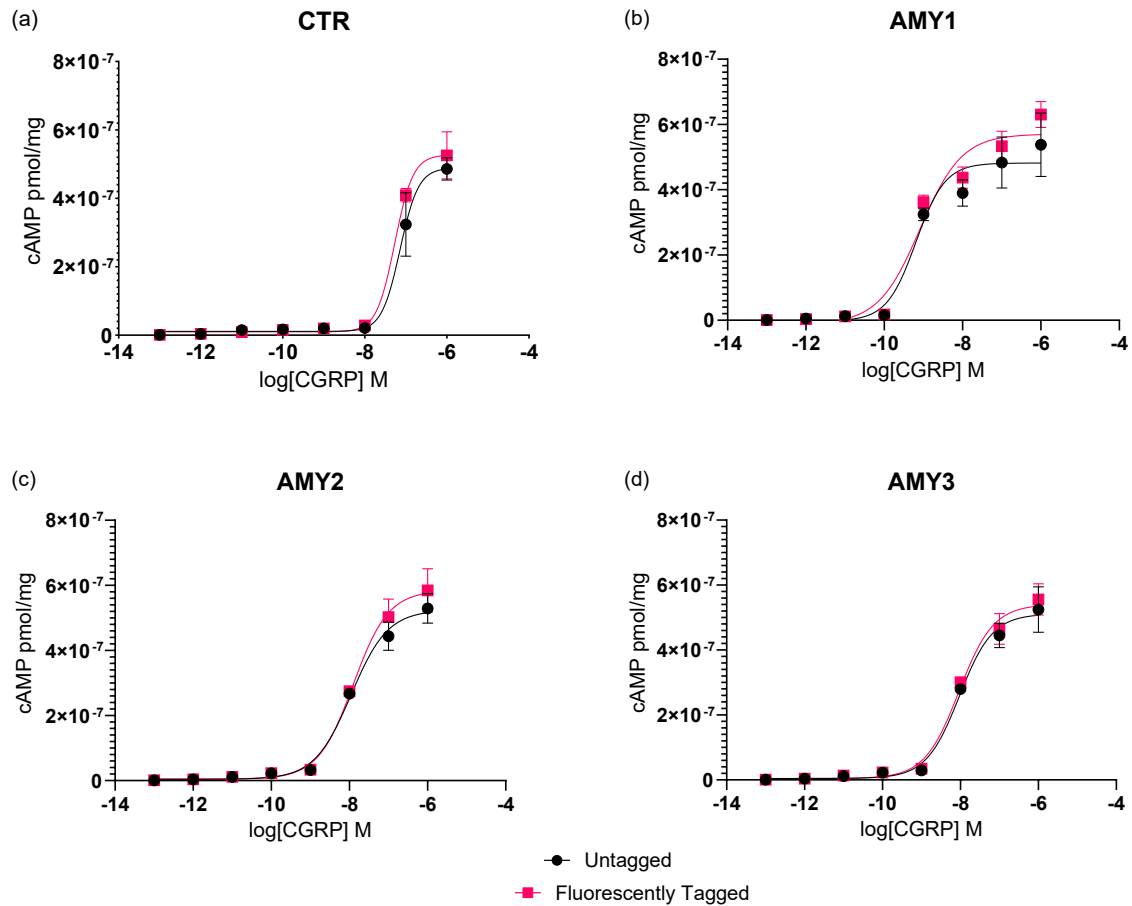 (a)
CTR
8×10⁻⁷
6×10⁻⁷
4×10⁻⁷
2×10⁻⁷
0
cAMP pmol/mg
-14 -12 -10 -8 -6 -4
log[CGRP] M
(b)
AMY1
8×10⁻⁷
6×10⁻⁷
4×10⁻⁷
2×10⁻⁷
0
cAMP pmol/mg
-14 -12 -10 -8 -6 -4
log[CGRP] M
(c)
AMY2
8×10⁻⁷
6×10⁻⁷
4×10⁻⁷
2×10⁻⁷
0
cAMP pmol/mg
-14 -12 -10 -8 -6 -4
log[CGRP] M
(d)
AMY3
8×10⁻⁷
6×10⁻⁷
4×10⁻⁷
2×10⁻⁷
0
cAMP pmol/mg
-14 -12 -10 -8 -6 -4
log[CGRP] M
Untagged
Fluorescently Tagged